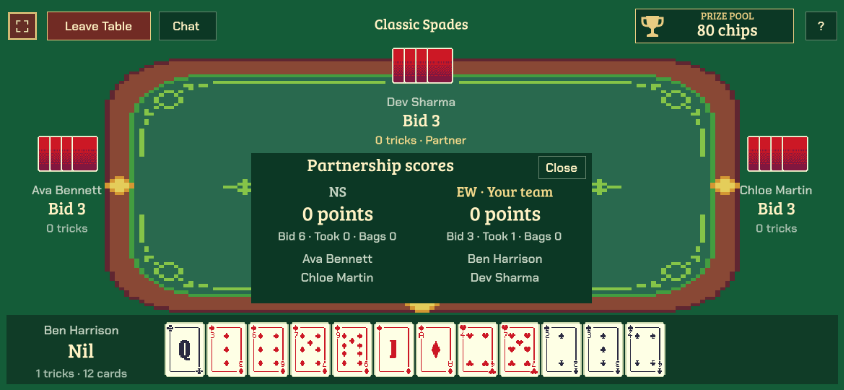 Leave Table
Chat
Classic Spades
PRIZE POOL
80 chips
?
Dev Sharma
Bid 3
0 tricks · Partner
Ava Bennett
Bid 3
0 tricks
Chloe Martin
Bid 3
0 tricks
Partnership scores
Close
NS
EW · Your team
0 points
0 points
Bid 6 · Took 0 · Bags 0
Bid 3 · Took 1 · Bags 0
Ava Bennett
Ben Harrison
Chloe Martin
Dev Sharma
Ben Harrison
Nil
1 tricks · 12 cards
Q
J